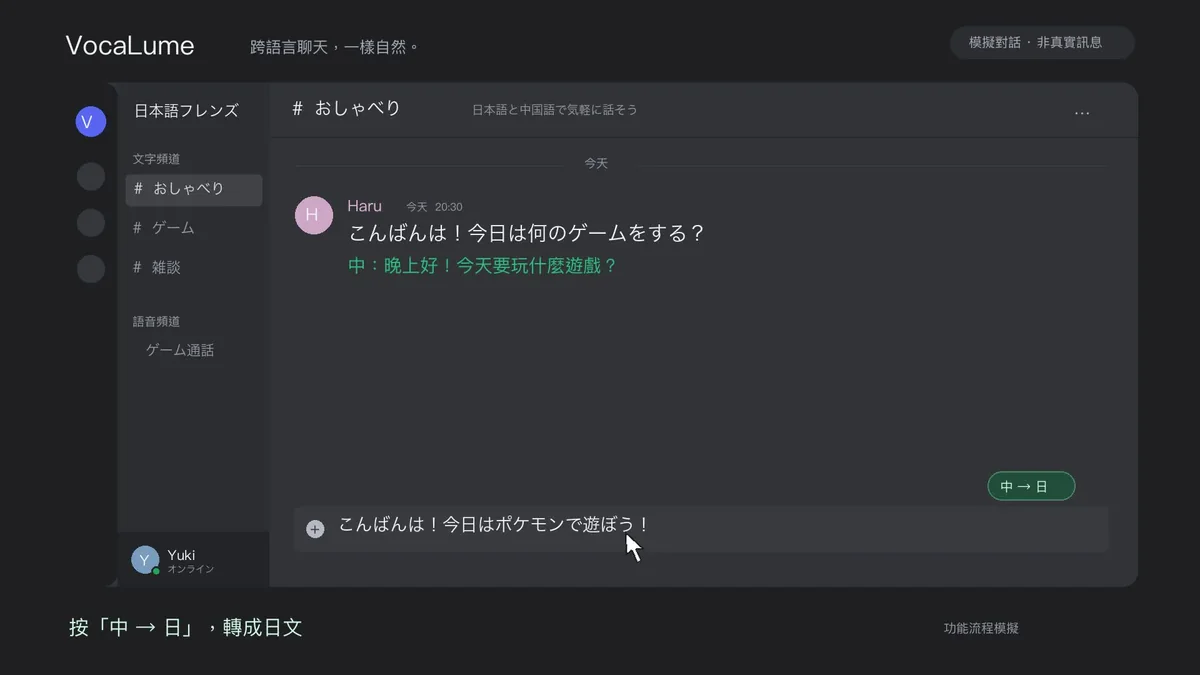 VocaLume
跨語言聊天，一樣自然。
模擬對話 · 非真實訊息
V
日本語フレンズ
文字頻道
# おしゃべり
# ゲーム
# 雑談
語音頻道
ゲーム通話
Y
Yuki
オンライン
# おしゃべり
日本語と中国語で気軽に話そう
...
今天
H
Haru 今天 20:30
こんばんは！今日は何のゲームをする？
中：晚上好！今天要玩什麼遊戲？
中 → 日
+
こんばんは！今日はポケモンで遊ぼう！
按「中 → 日」，轉成日文
功能流程模擬